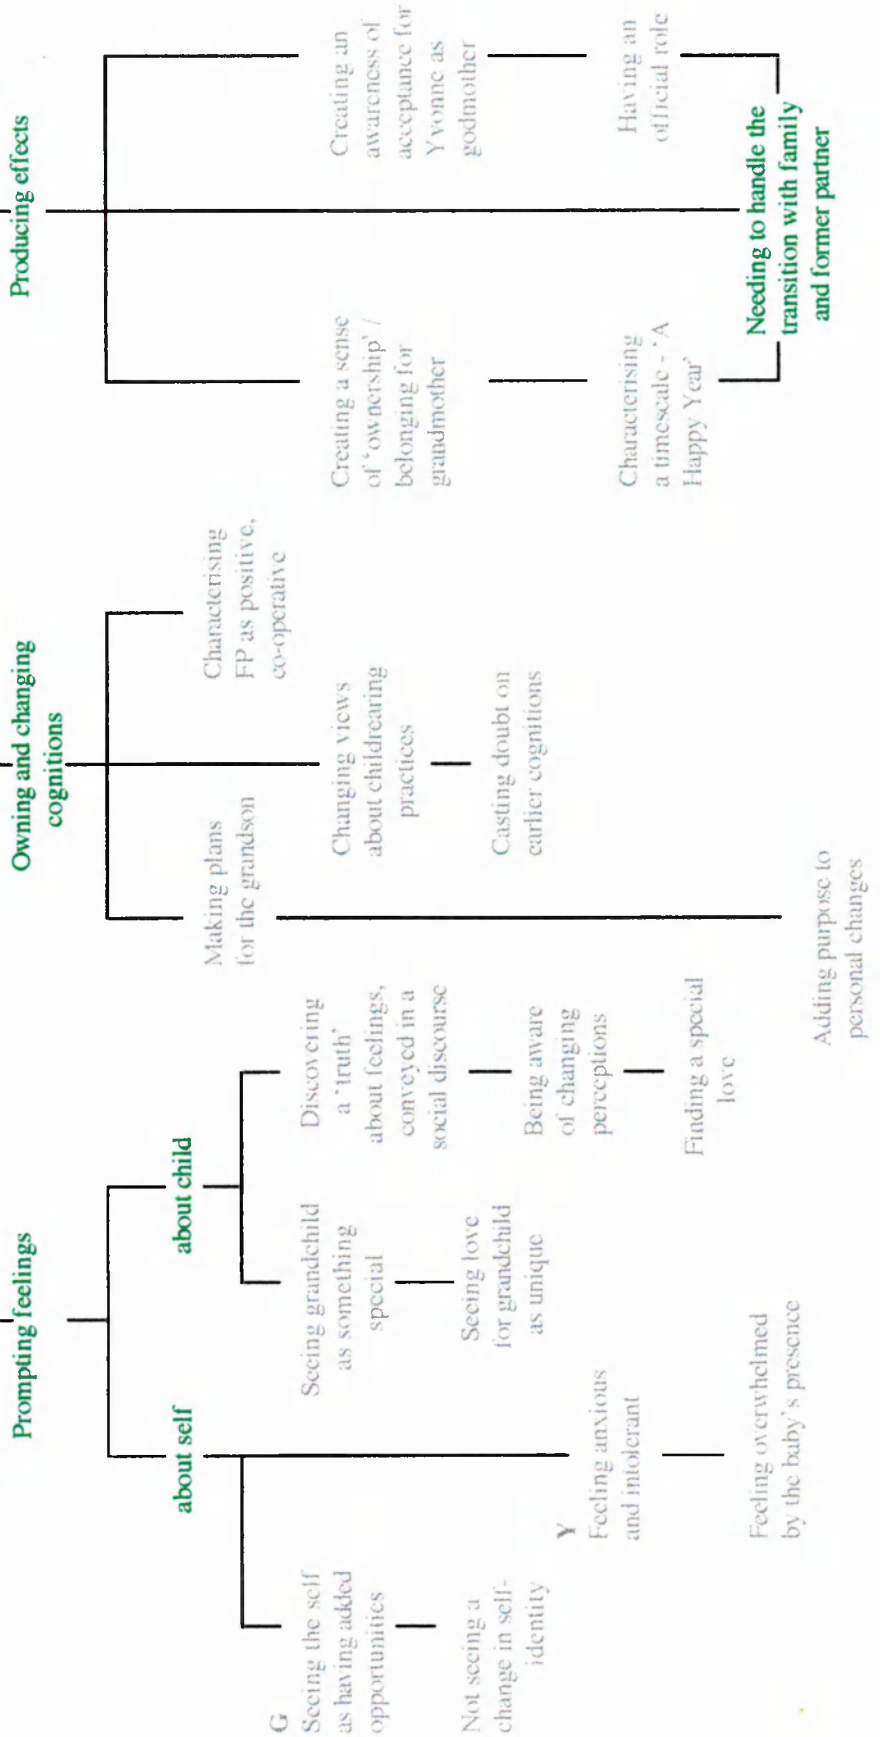 Prompting feelings
about self
G
Seeing the self
as having added
opportunities
Not seeing a
change in self-
identity
Y
Feeling anxious
and intolerant
Feeling overwhelmed
by the baby's presence
about child
Seeing grandchild
as something
special
Seeing love
for grandchild
as unique
Discovering
a 'truth'
about feelings,
conveyed in a
social discourse
Being aware
of changing
perceptions
Finding a special
love
Owning and changing
cognitions
Making plans
for the grandson
Adding purpose to
personal changes
Changing views
about childrearing
practices
Casting doubt on
earlier cognitions
Characterising
FP as positive,
co-operative
Producing effects
Creating a sense
of 'ownership' /
belonging for
grandmother
Characterising
a timescale - 'A
Happy Year'
Creating an
awareness of
acceptance for
Yvonne as
godmother
Having an
official role
Needing to handle the
transition with family
and former partner